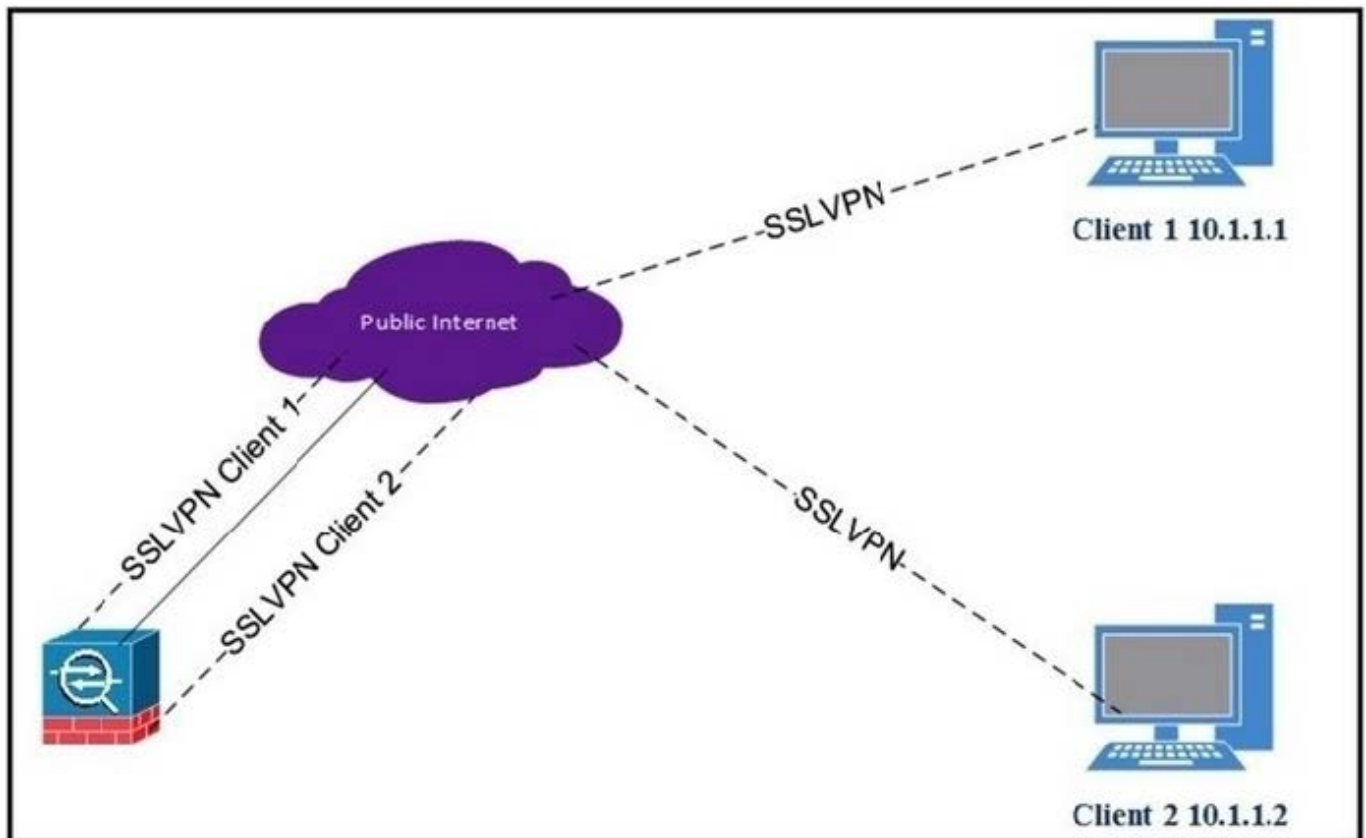 SSLVPN
Client 1 10.1.1.1
Public Internet
SSLVPN Client 1
SSLVPN Client 2
SSLVPN
Client 2 10.1.1.2